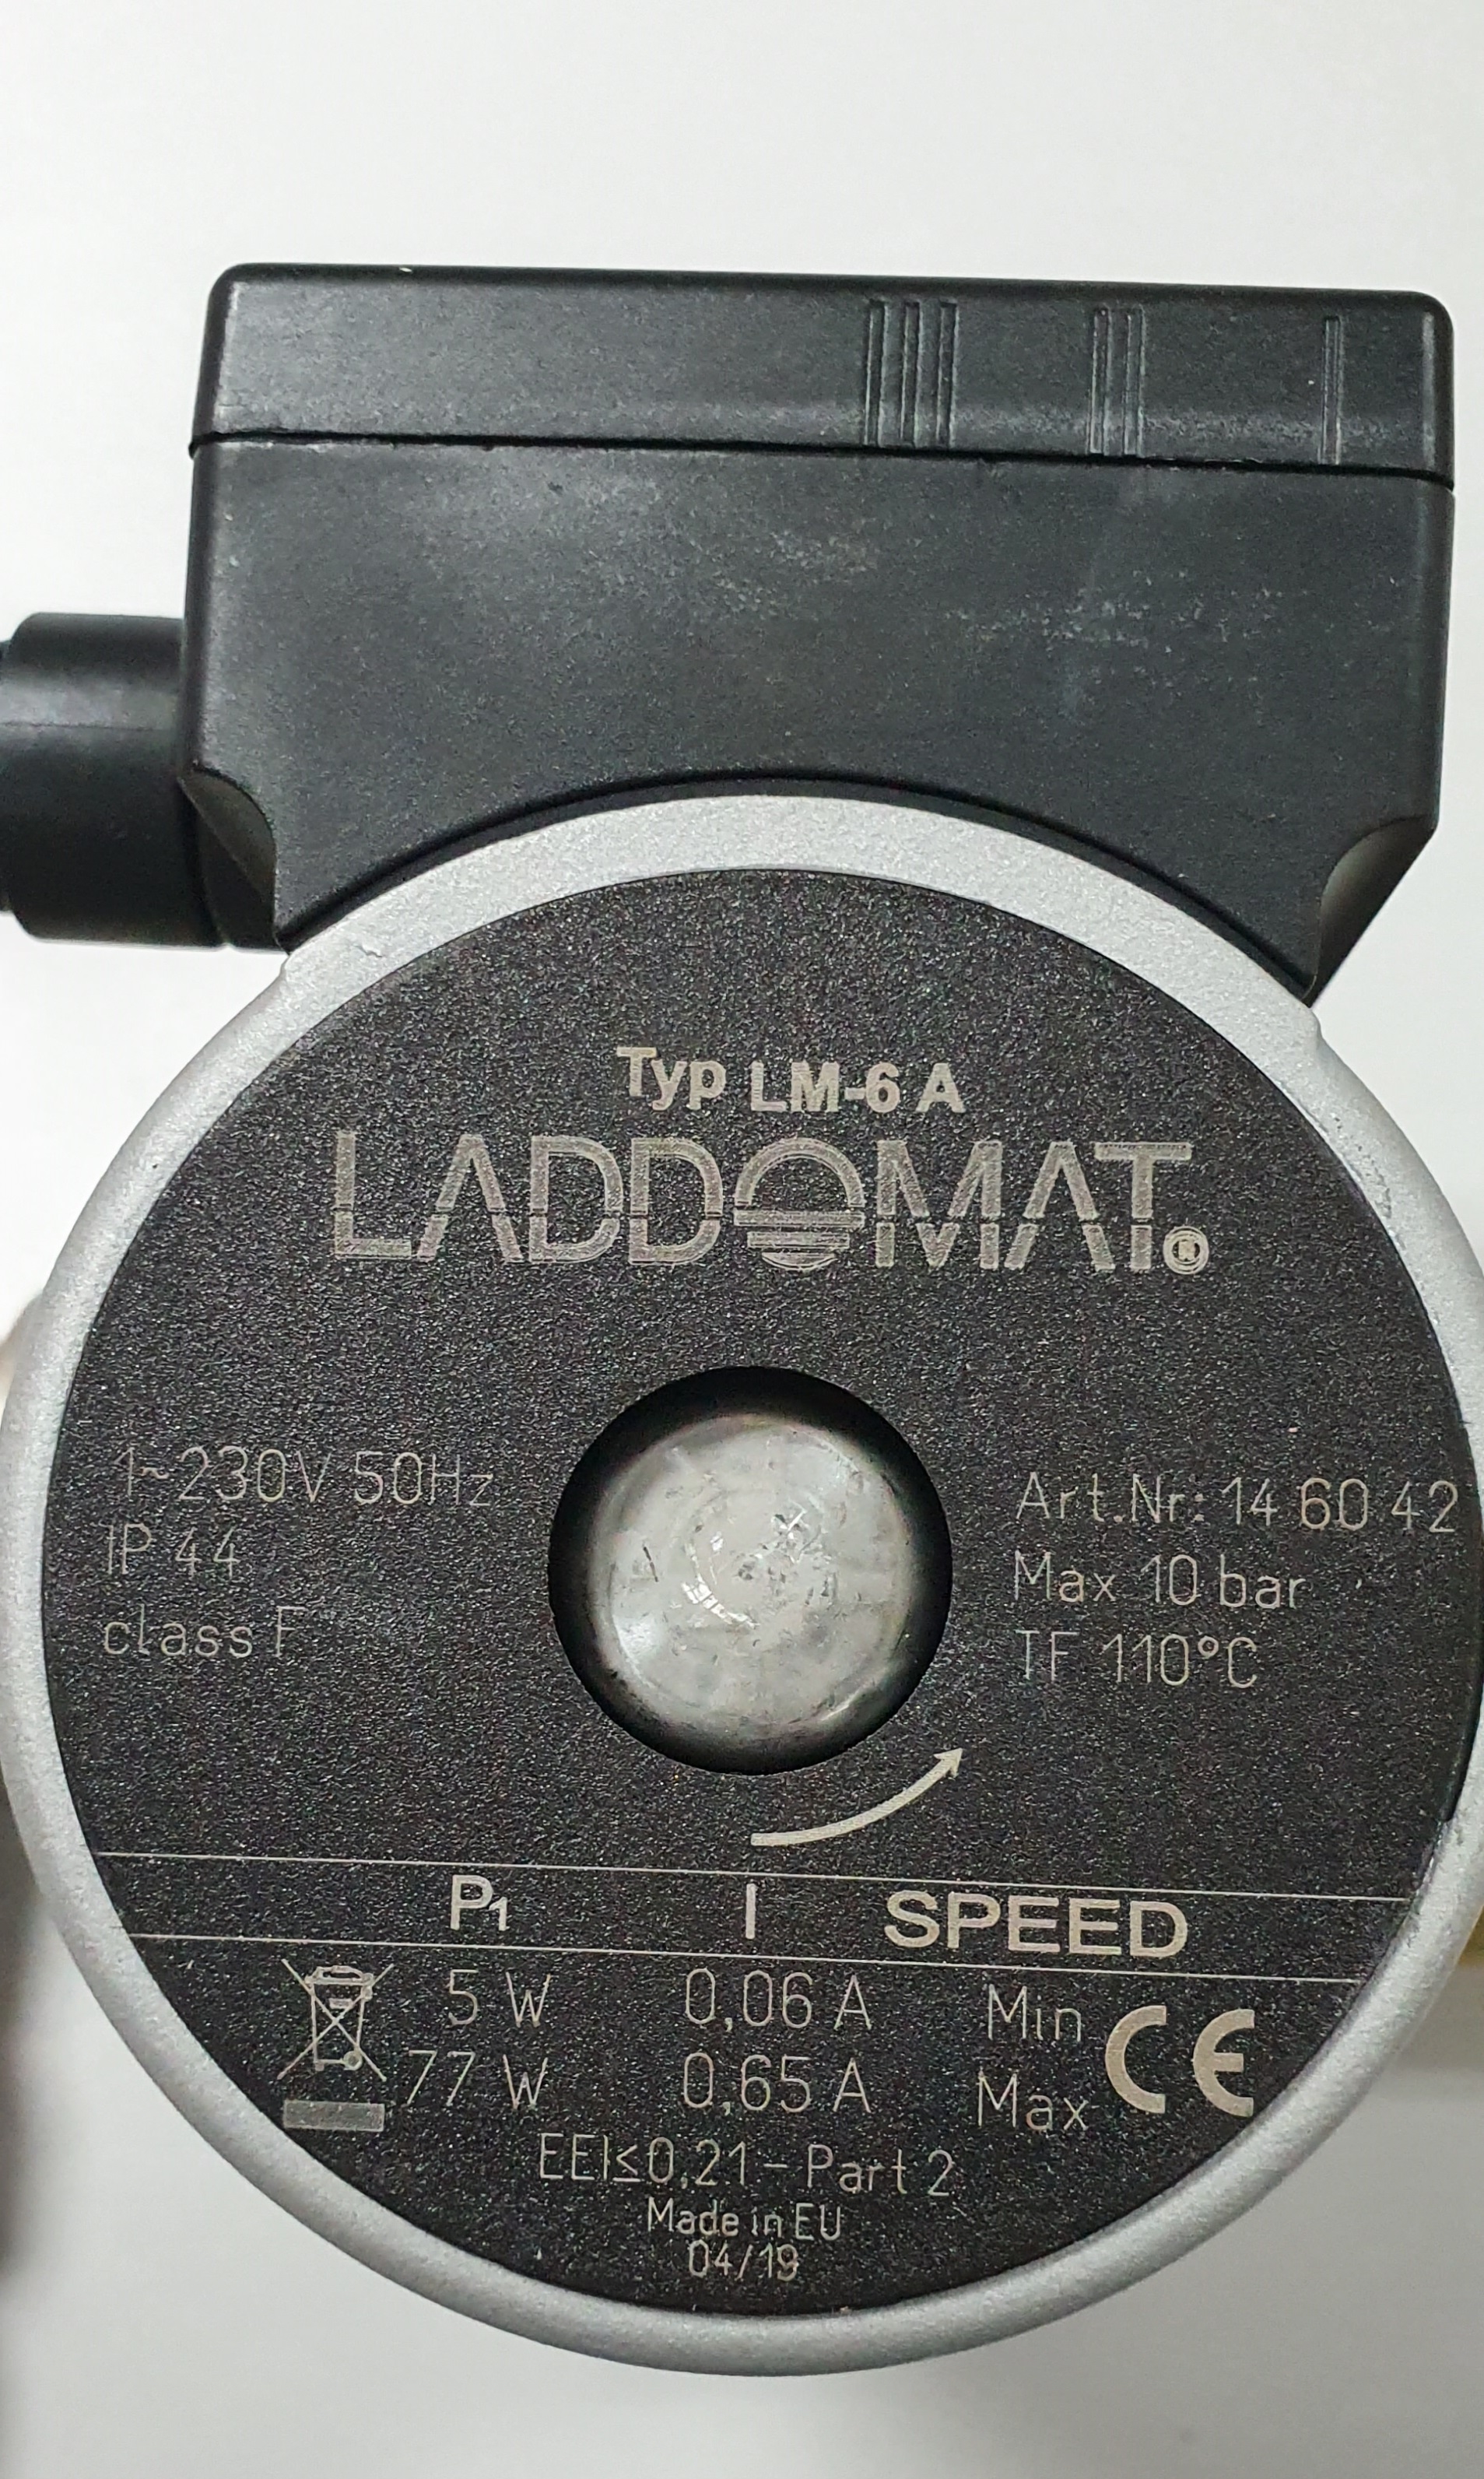 Typ LM-6 A
LADDOMAT®
1~ 230V 50Hz
IP 44
class F
Art.Nr: 14 60 42
Max 10 bar
TF 110°C
P₁ I SPEED
5 W 0,06 A Min
77 W 0,65 A Max
CE
EEI≤0,21 - Part 2
Made in EU
04/19